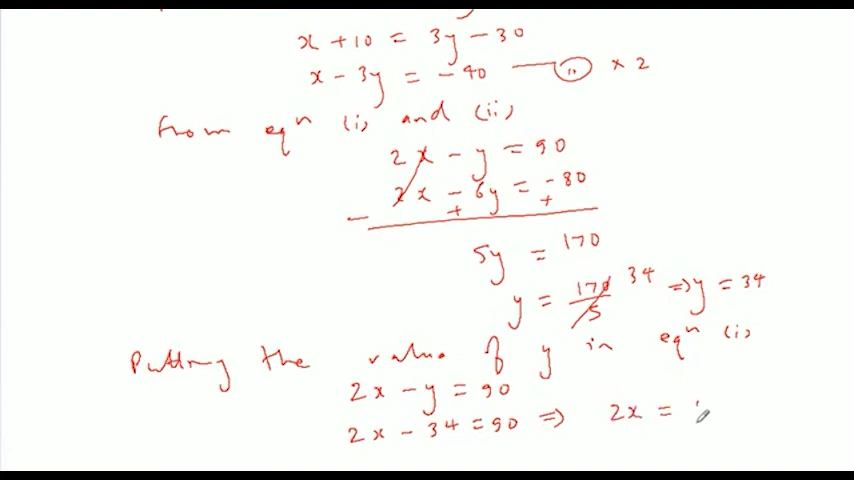 x + 10 = 3y - 30
x - 3y = - 40 — (ii) × 2
From eqⁿ (i) and (ii)
2x - y = 90
2x - 6y = - 80
- + +
5y = 170
y = 170/5 34 ⇒ y = 34
Putting the value of y in eqⁿ (i)
2x - y = 90
2x - 34 = 90 ⇒ 2x =